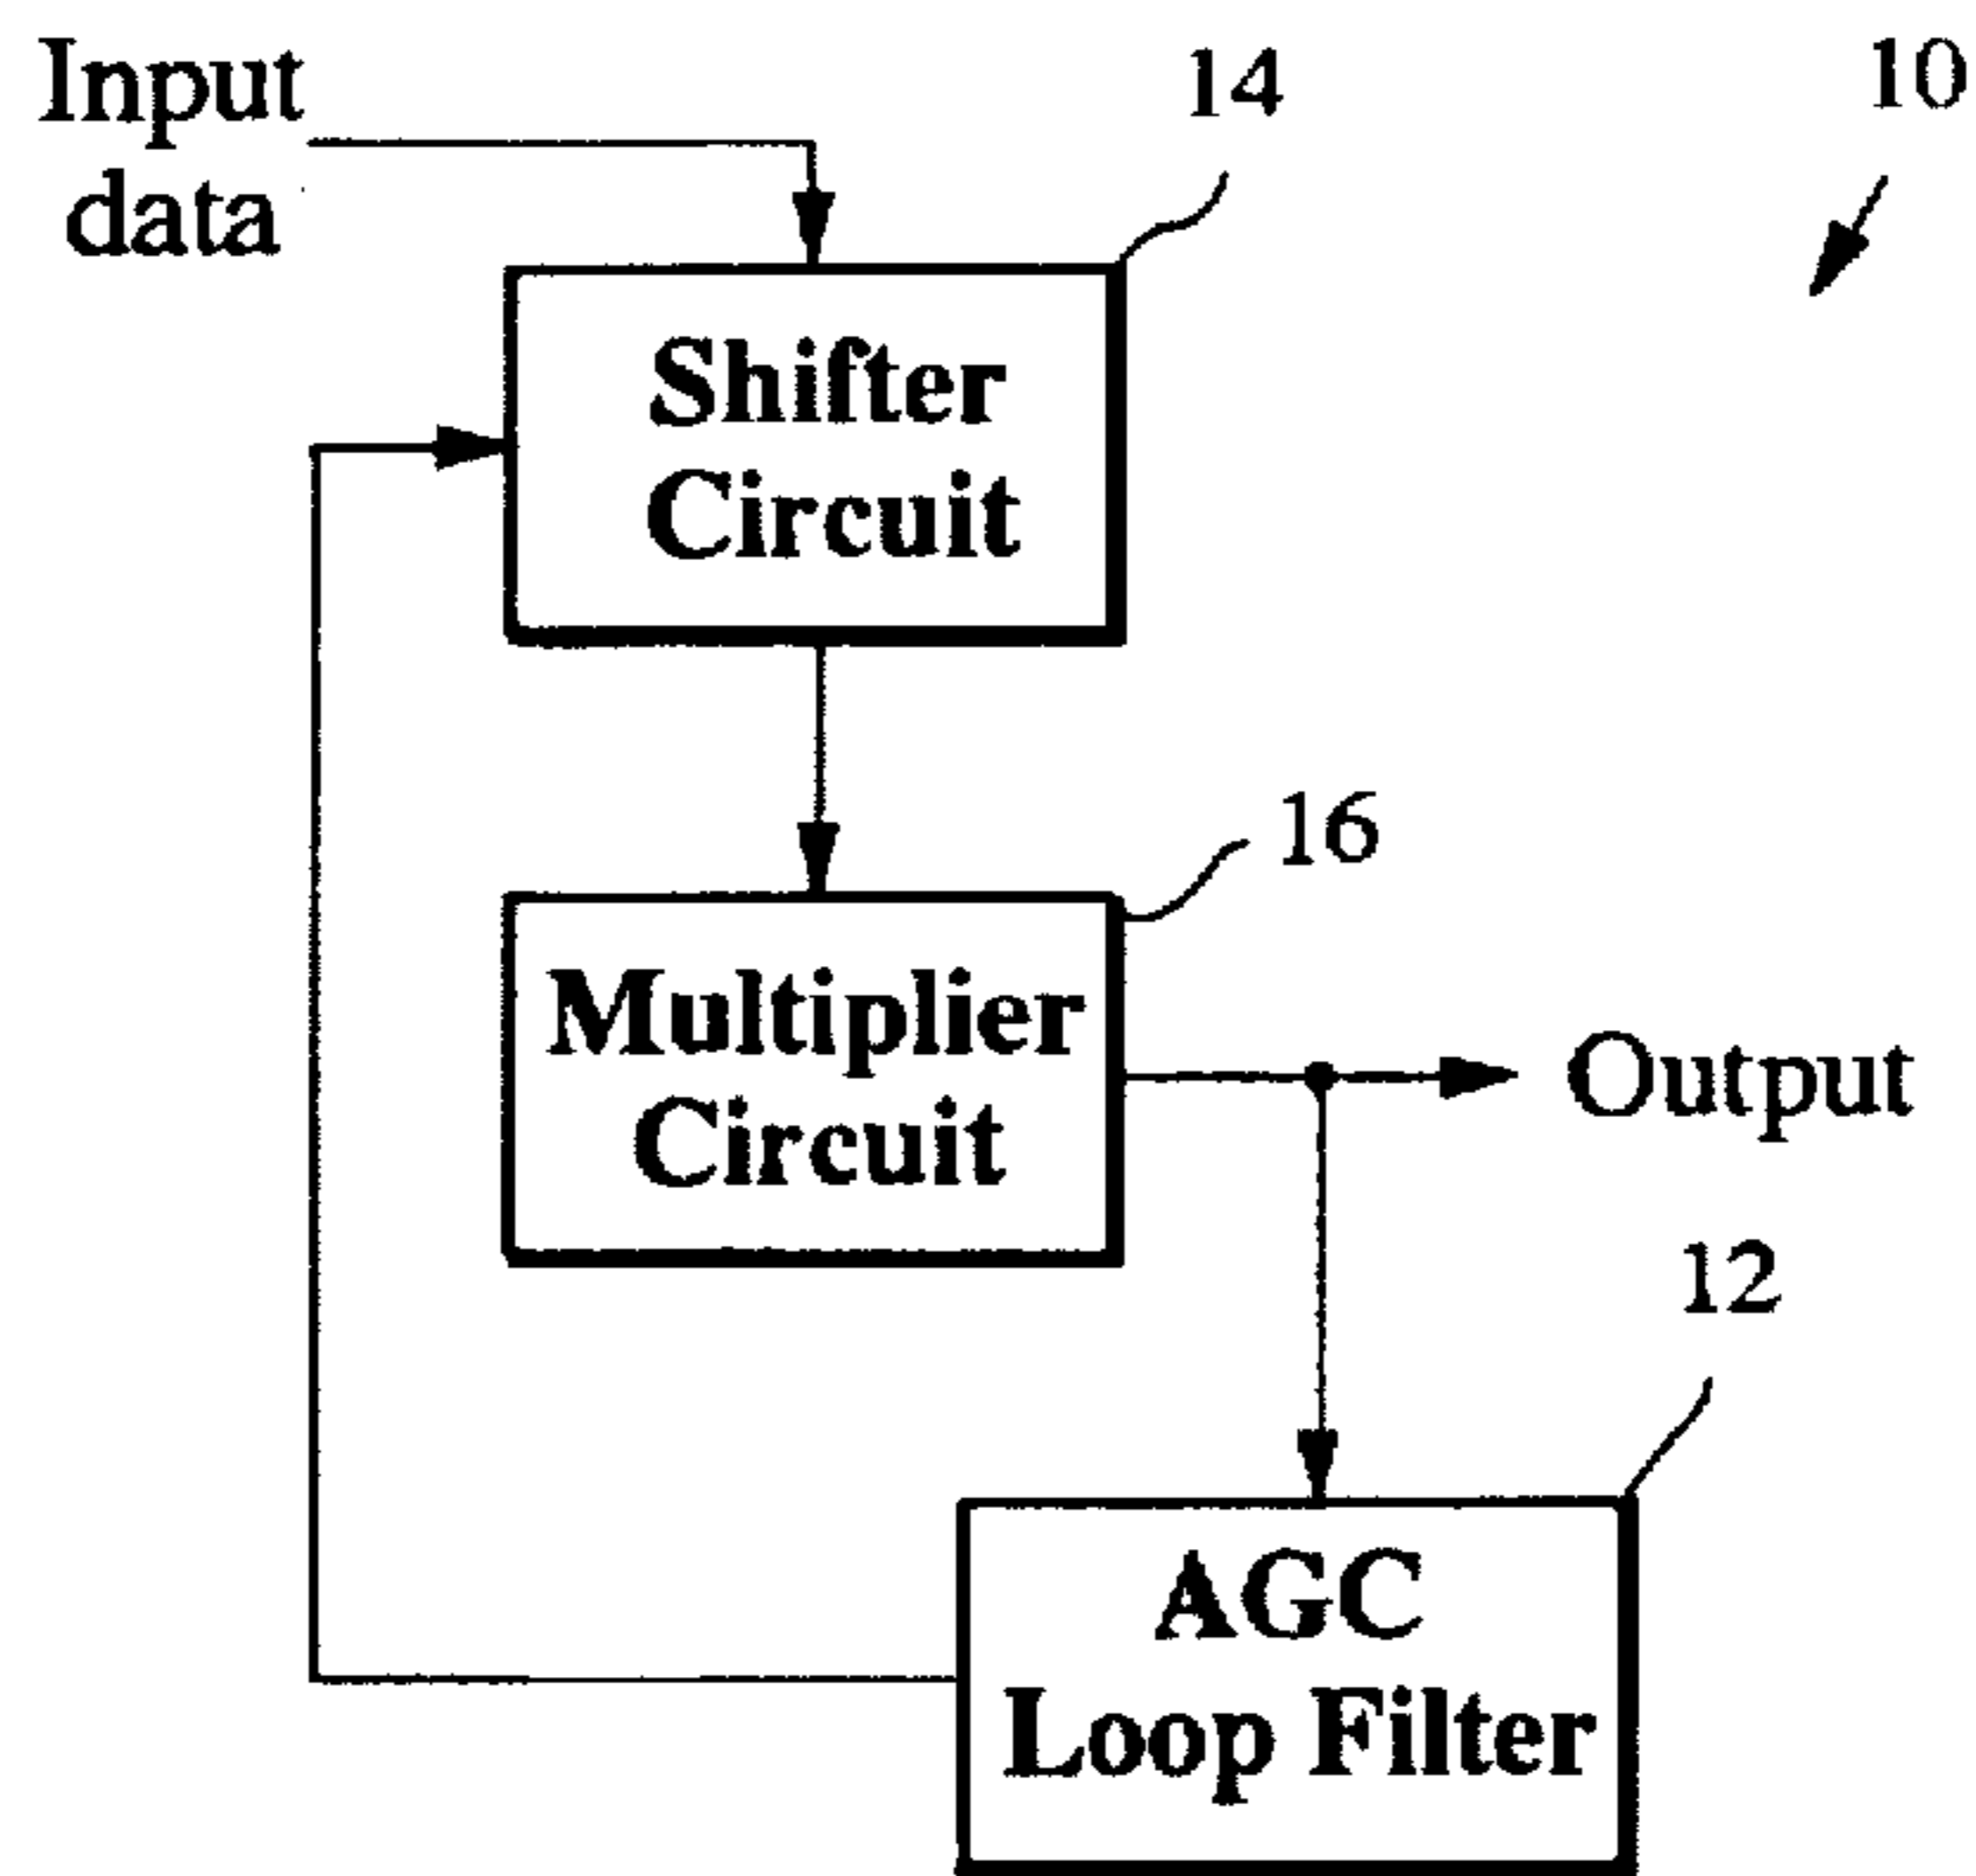 Input
data
14
10
Shifter
Circuit
16
Multiplier
Circuit
Output
12
AGC
Loop Filter